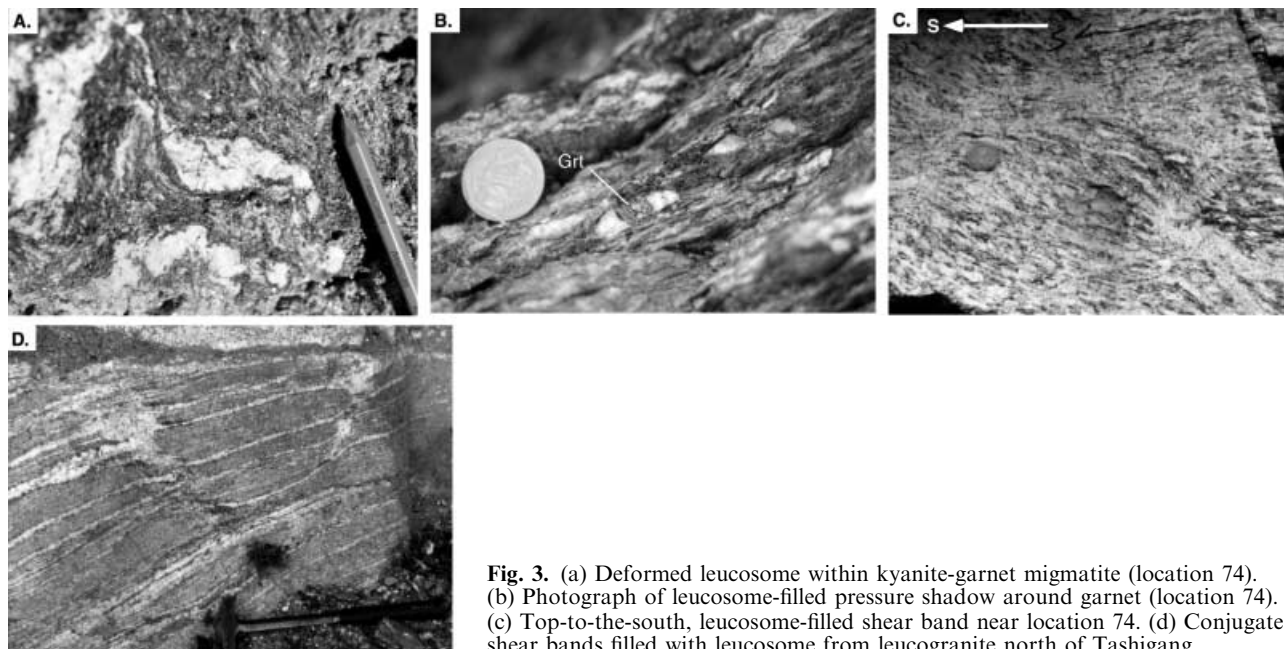 A.
B.
Grt
C.
S
D.
Fig. 3. (a) Deformed leucosome within kyanite-garnet migmatite (location 74).
(b) Photograph of leucosome-filled pressure shadow around garnet (location 74).
(c) Top-to-the-south, leucosome-filled shear band near location 74. (d) Conjugate
shear bands filled with leucosome from leucogranite north of Tashigang.